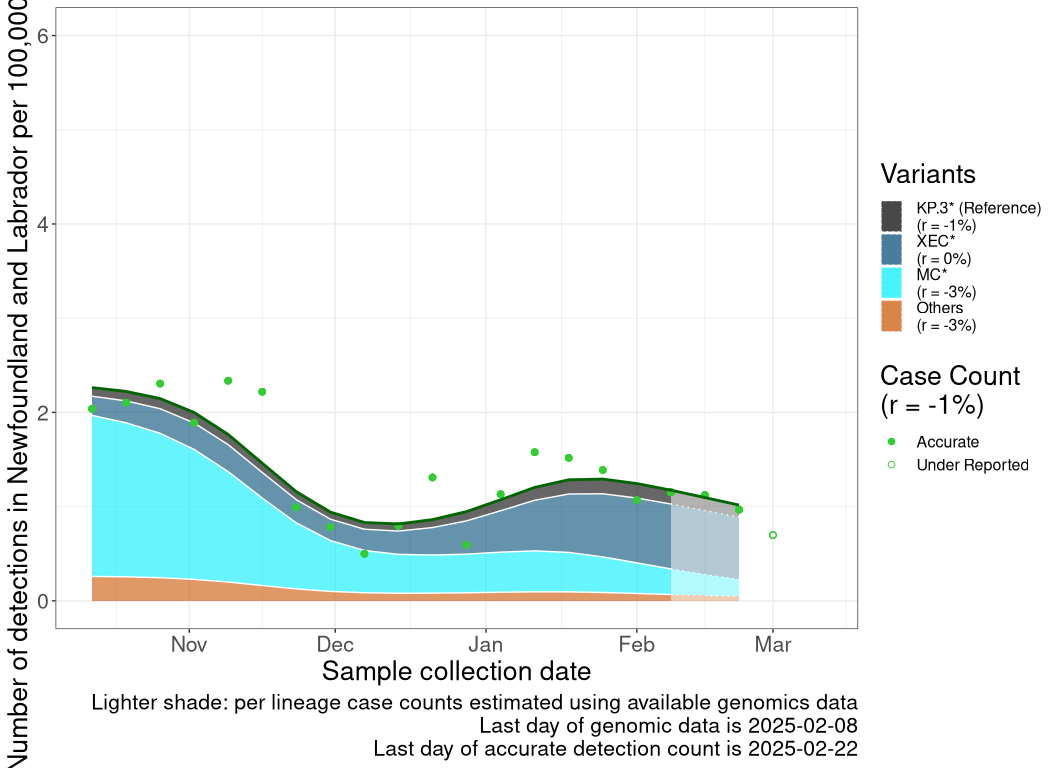 Number of detections in Newfoundland and Labrador per 100,000
6
4
2
0
Nov
Dec
Jan
Feb
Mar
Sample collection date
Lighter shade: per lineage case counts estimated using available genomics data
Last day of genomic data is 2025-02-08
Last day of accurate detection count is 2025-02-22
Variants
KP.3* (Reference)
(r = -1%)
XEC*
(r = 0%)
MC*
(r = -3%)
Others
(r = -3%)
Case Count
(r = -1%)
Accurate
Under Reported